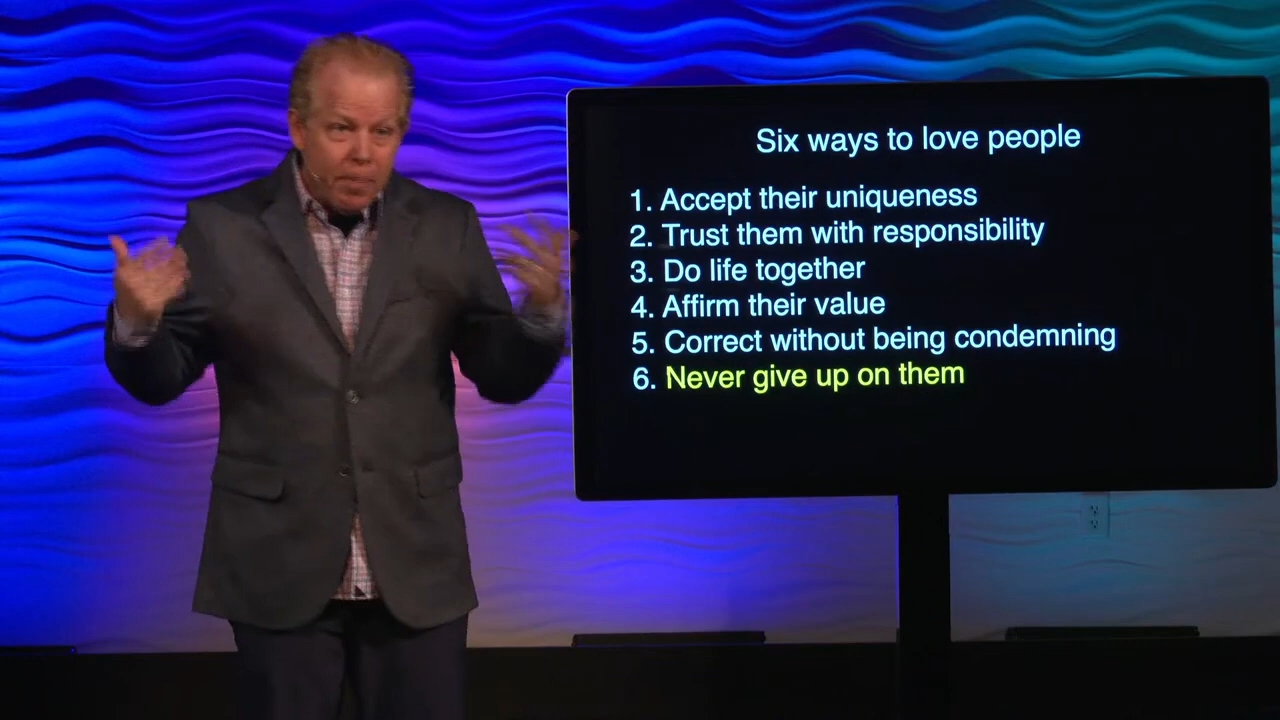 Six ways to love people
1. Accept their uniqueness
2. Trust them with responsibility
3. Do life together
4. Affirm their value
5. Correct without being condemning
6. Never give up on them